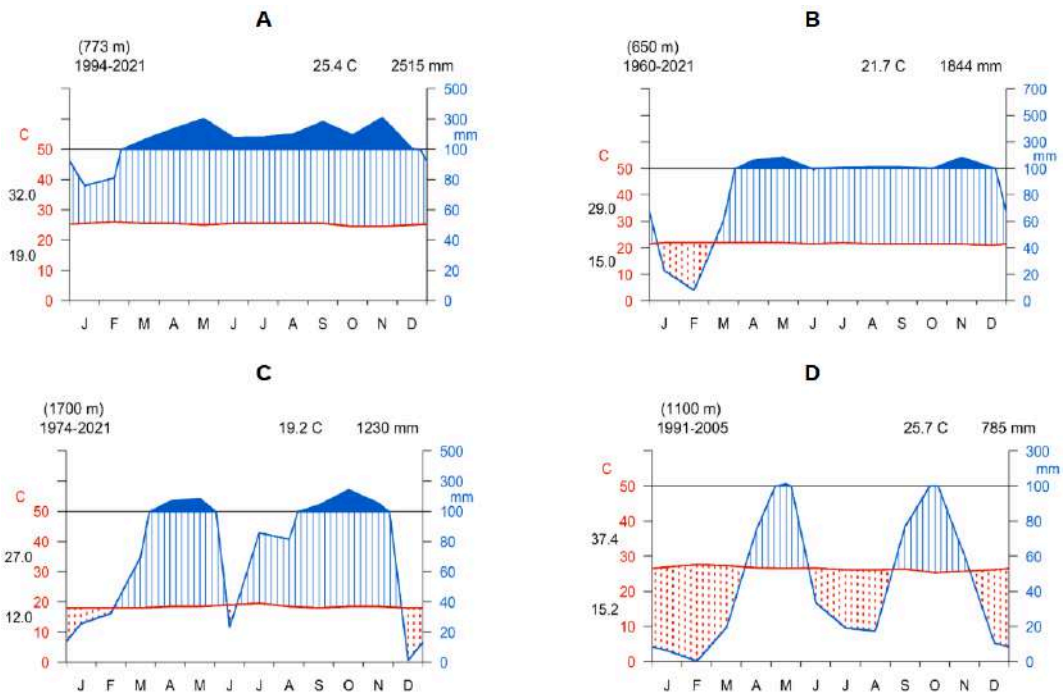 A
(773 m)
1994-2021 25.4 C 2515 mm
500
300
mm
C
50 100
40 80
32.0
30 60
20 40
19.0
10 20
0 0
J F M A M J J A S O N D
B
(650 m)
1960-2021 21.7 C 1844 mm
700
500
300
mm
C
50 100
40 80
29.0
30 60
20 40
15.0
10 20
0 0
J F M A M J J A S O N D
C
(1700 m)
1974-2021 19.2 C 1230 mm
500
300
mm
C
50 100
40 80
27.0
30 60
20 40
12.0
10 20
0 0
J F M A M J J A S O N D
D
(1100 m)
1991-2005 25.7 C 785 mm
300
C
mm
50 100
40 80
37.4
30 60
20 40
15.2
10 20
0 0
J F M A M J J A S O N D